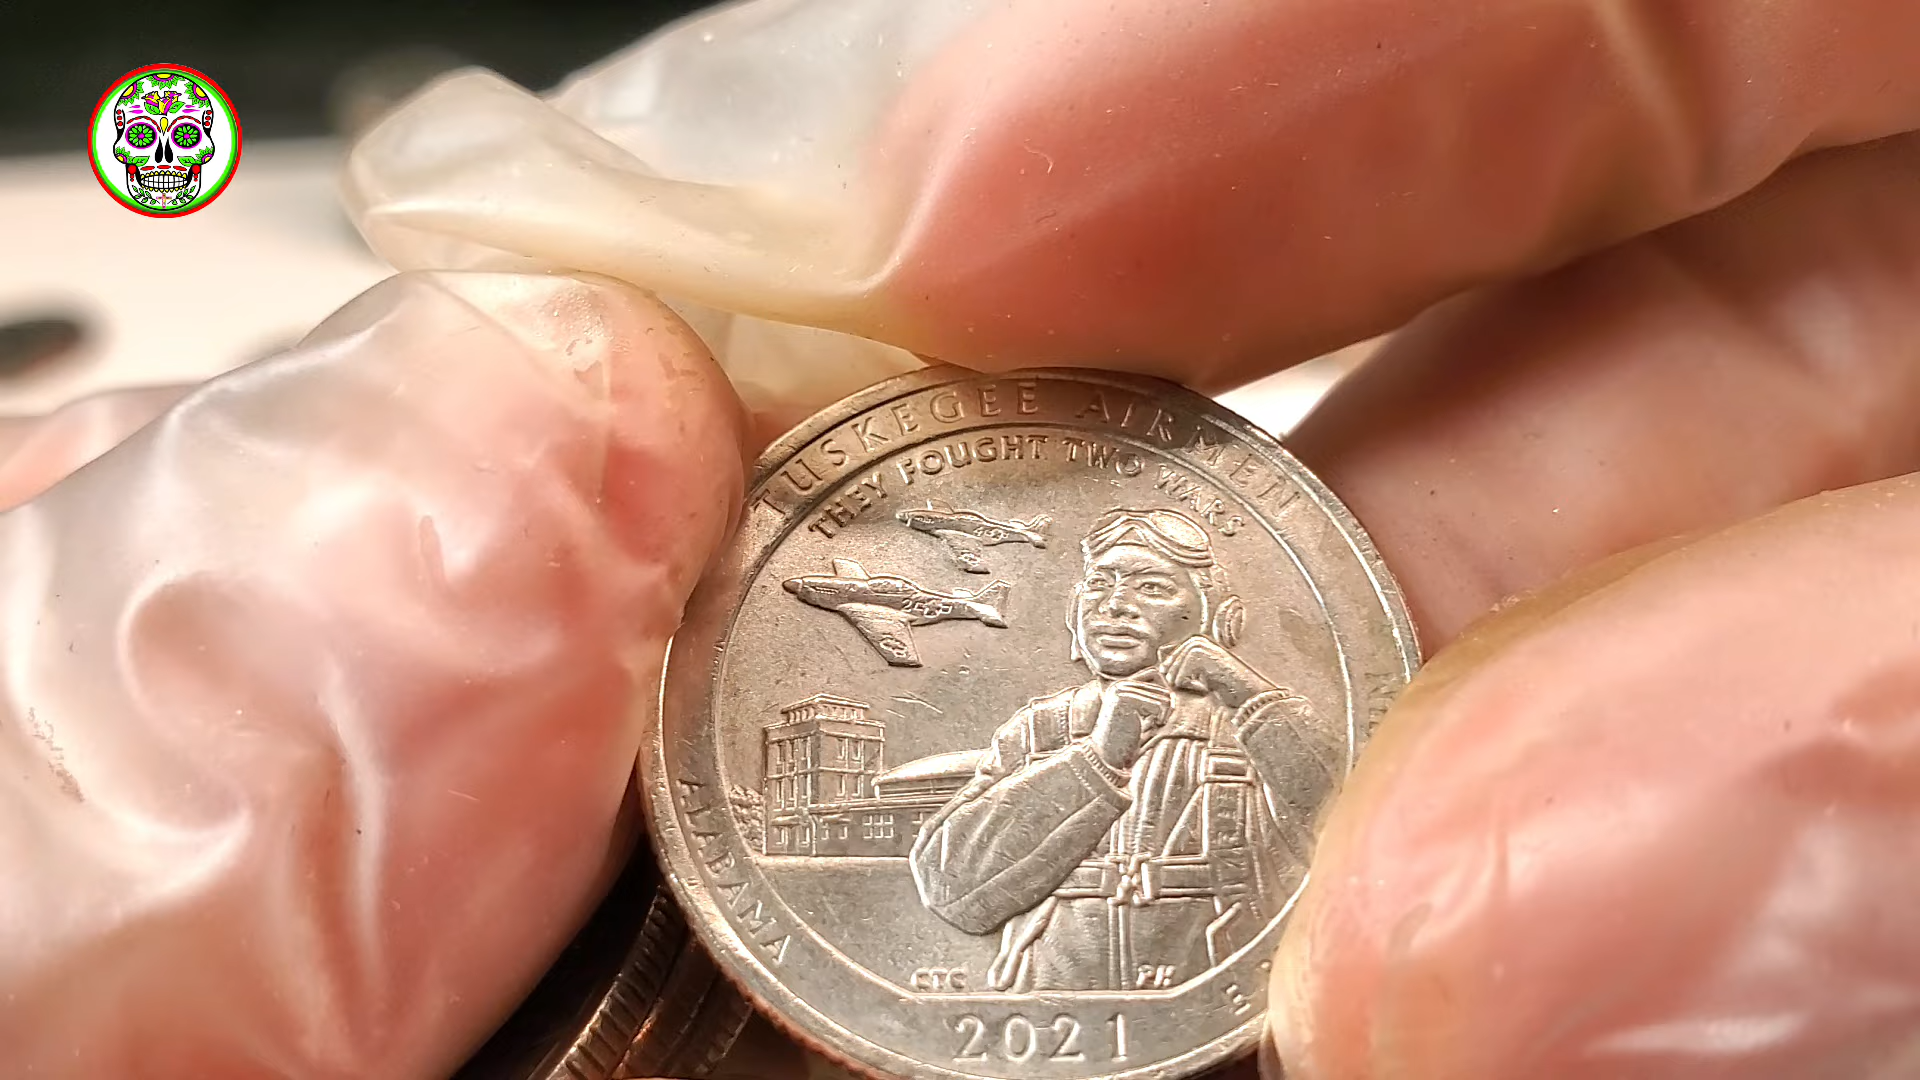 TUSKEGEE AIRMEN
THEY FOUGHT TWO WARS
ALABAMA
CTC
PH
2021